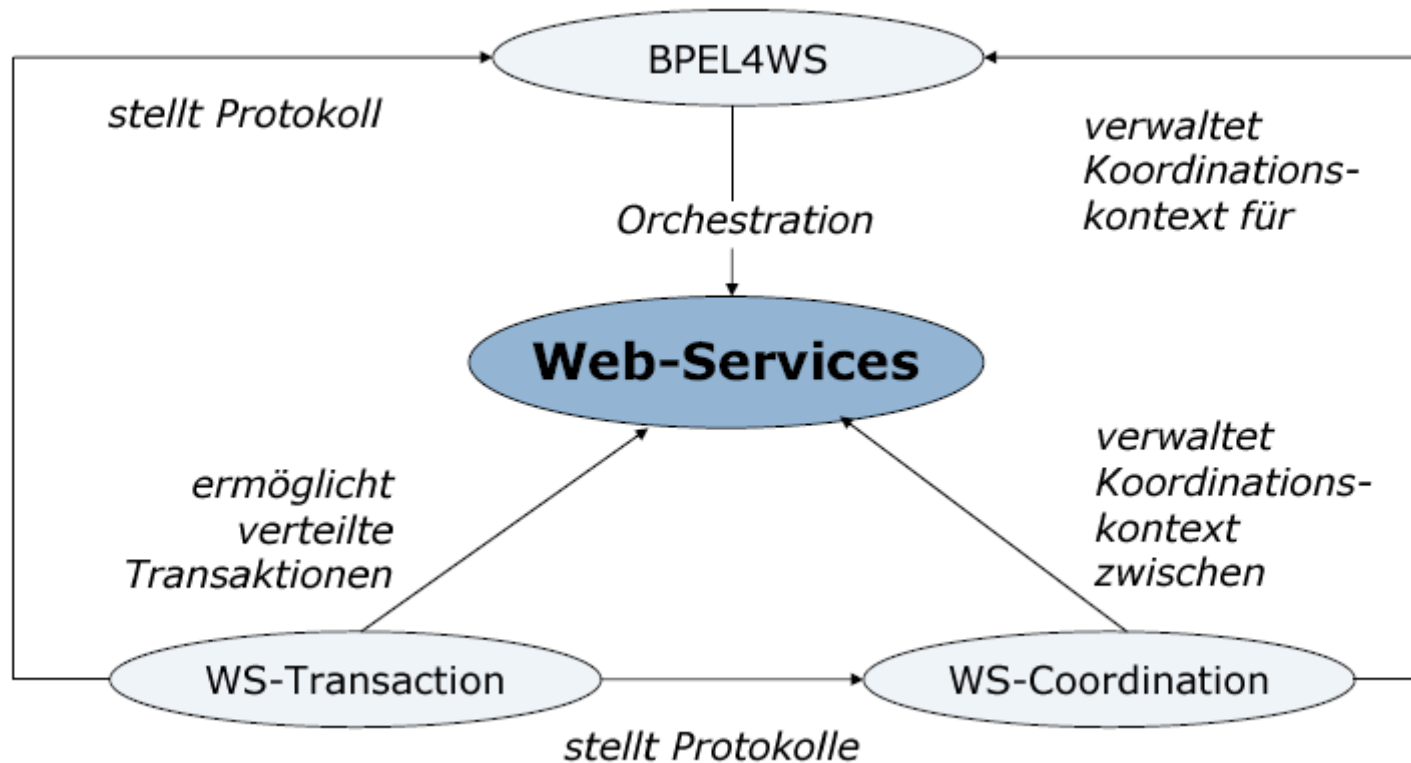 BPEL4WS
stellt Protokoll
verwaltet
Koordinations-
kontext für
Orchestration
Web-Services
ermöglicht
verteilte
Transaktionen
verwaltet
Koordinations-
kontext
zwischen
WS-Transaction
WS-Coordination
stellt Protokolle